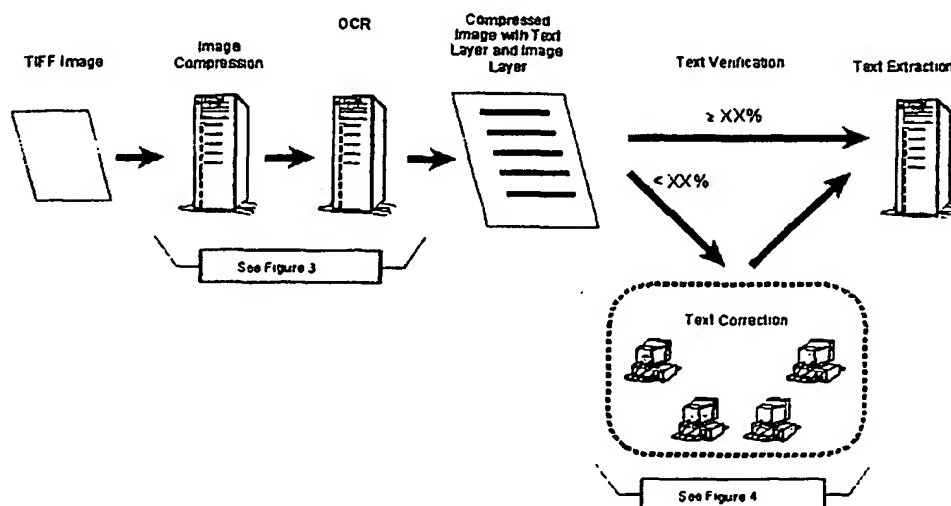 TIFF Image
Image
Compression
OCR
Compressed
Image with Text
Layer and Image
Layer
Text Verification
Text Extraction
≥ XX%
< XX%
See Figure 3
Text Correction
See Figure 4